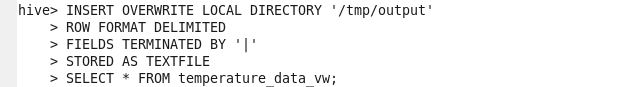 hive> INSERT OVERWRITE LOCAL DIRECTORY '/tmp/output'
    > ROW FORMAT DELIMITED
    > FIELDS TERMINATED BY '|'
    > STORED AS TEXTFILE
    > SELECT * FROM temperature_data_vw;